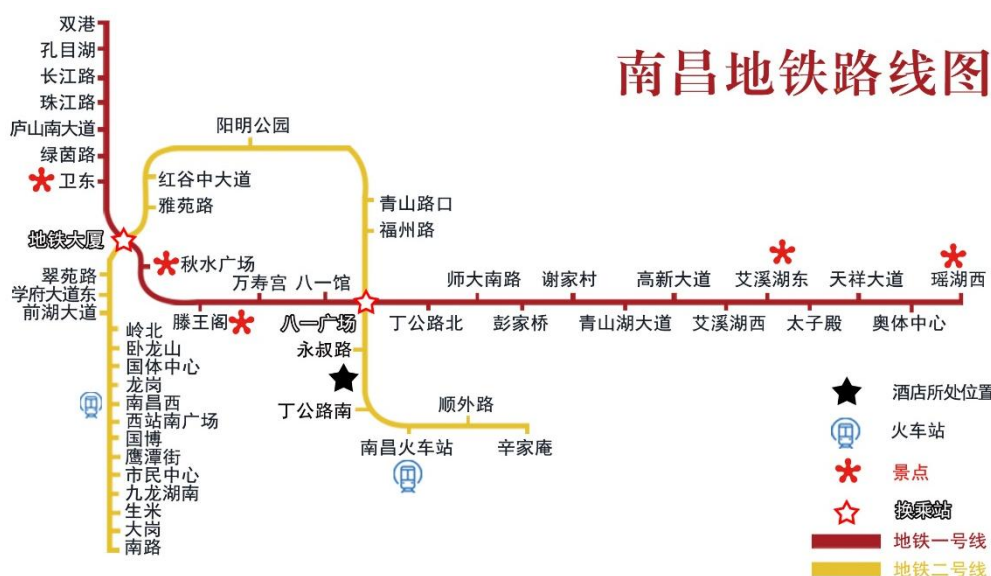 南昌地铁路线图
双港
孔目湖
长江路
珠江路
庐山南大道
绿茵路
卫东
地铁大厦
秋水广场
滕王阁
万寿宫
八一馆
八一广场
丁公路北
师大南路
彭家桥
谢家村
青山湖大道
高新大道
艾溪湖西
艾溪湖东
太子殿
天祥大道
奥体中心
瑶湖西
阳明公园
红谷中大道
雅苑路
青山路口
福州路
永叔路
丁公路南
南昌火车站
顺外路
辛家庵
翠苑路
学府大道东
前湖大道
岭北
卧龙山
国体中心
龙岗
南昌西
西站南广场
国博
鹰潭街
市民中心
九龙湖南
生米
大岗
南路
酒店所处位置
火车站
景点
换乘站
地铁一号线
地铁二号线